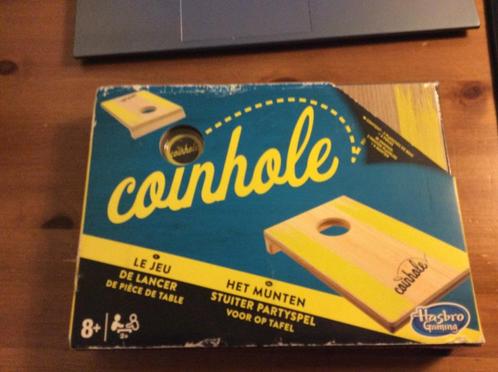 coinhole
coinhole
LE JEU
DE LANCER
DE PIÈCE DE TABLE
HET MUNTEN
STUITER PARTYSPEL
VOOR OP TAFEL
coinhole
8+
2+
Hasbro
Gaming